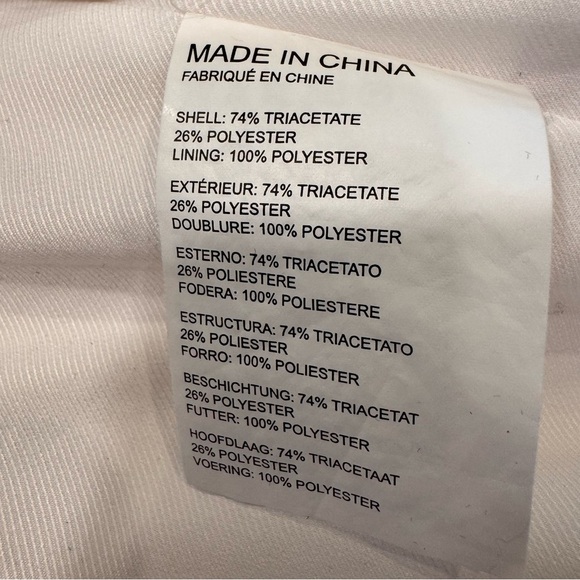 MADE IN CHINA
FABRIQUÉ EN CHINE
SHELL: 74% TRIACETATE
26% POLYESTER
LINING: 100% POLYESTER
EXTÉRIEUR: 74% TRIACETATE
26% POLYESTER
DOUBLURE: 100% POLYESTER
ESTERNO: 74% TRIACETATO
26% POLIESTERE
FODERA: 100% POLIESTERE
ESTRUCTURA: 74% TRIACETATO
26% POLYESTER
FORRO: 100% POLYESTER
BESCHICHTUNG: 74% TRIACETAT
26% POLYESTER
FUTTER: 100% POLYESTER
HOOFDLAAG: 74% TRIACETAAT
26% POLYESTER
VOERING: 100% POLYESTER